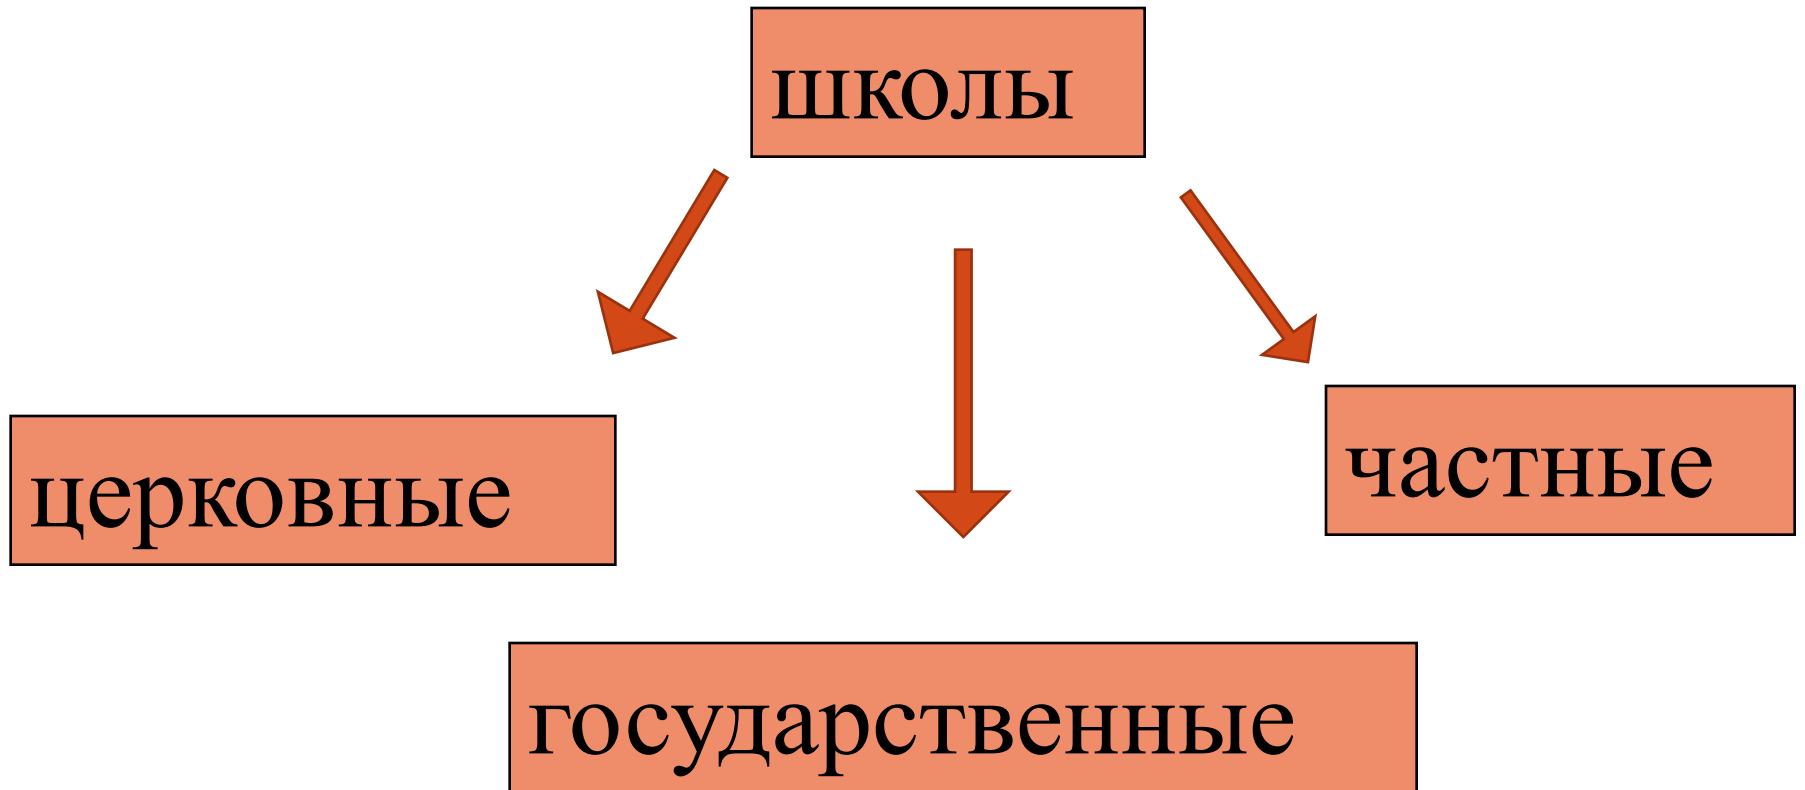 школы
церковные
частные
государственные